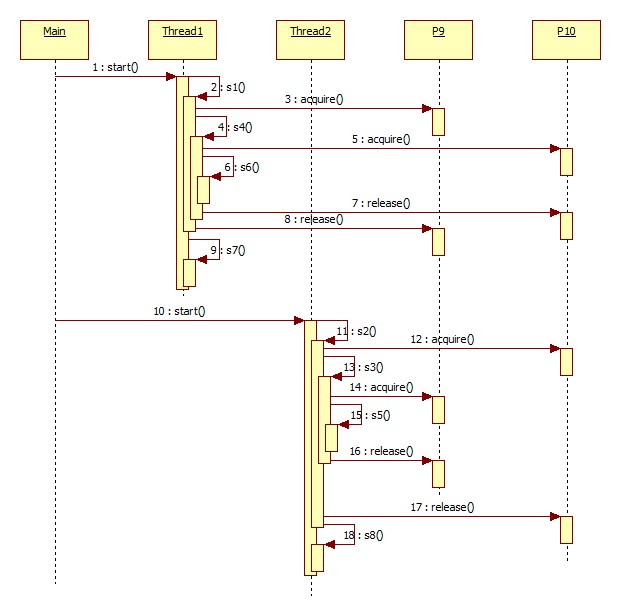 Main
Thread1
Thread2
P9
P10
1 : start()
2 : s1()
3 : acquire()
4 : s4()
5 : acquire()
6 : s6()
7 : release()
8 : release()
9 : s7()
10 : start()
11 : s2()
12 : acquire()
13 : s3()
14 : acquire()
15 : s5()
16 : release()
17 : release()
18 : s8()